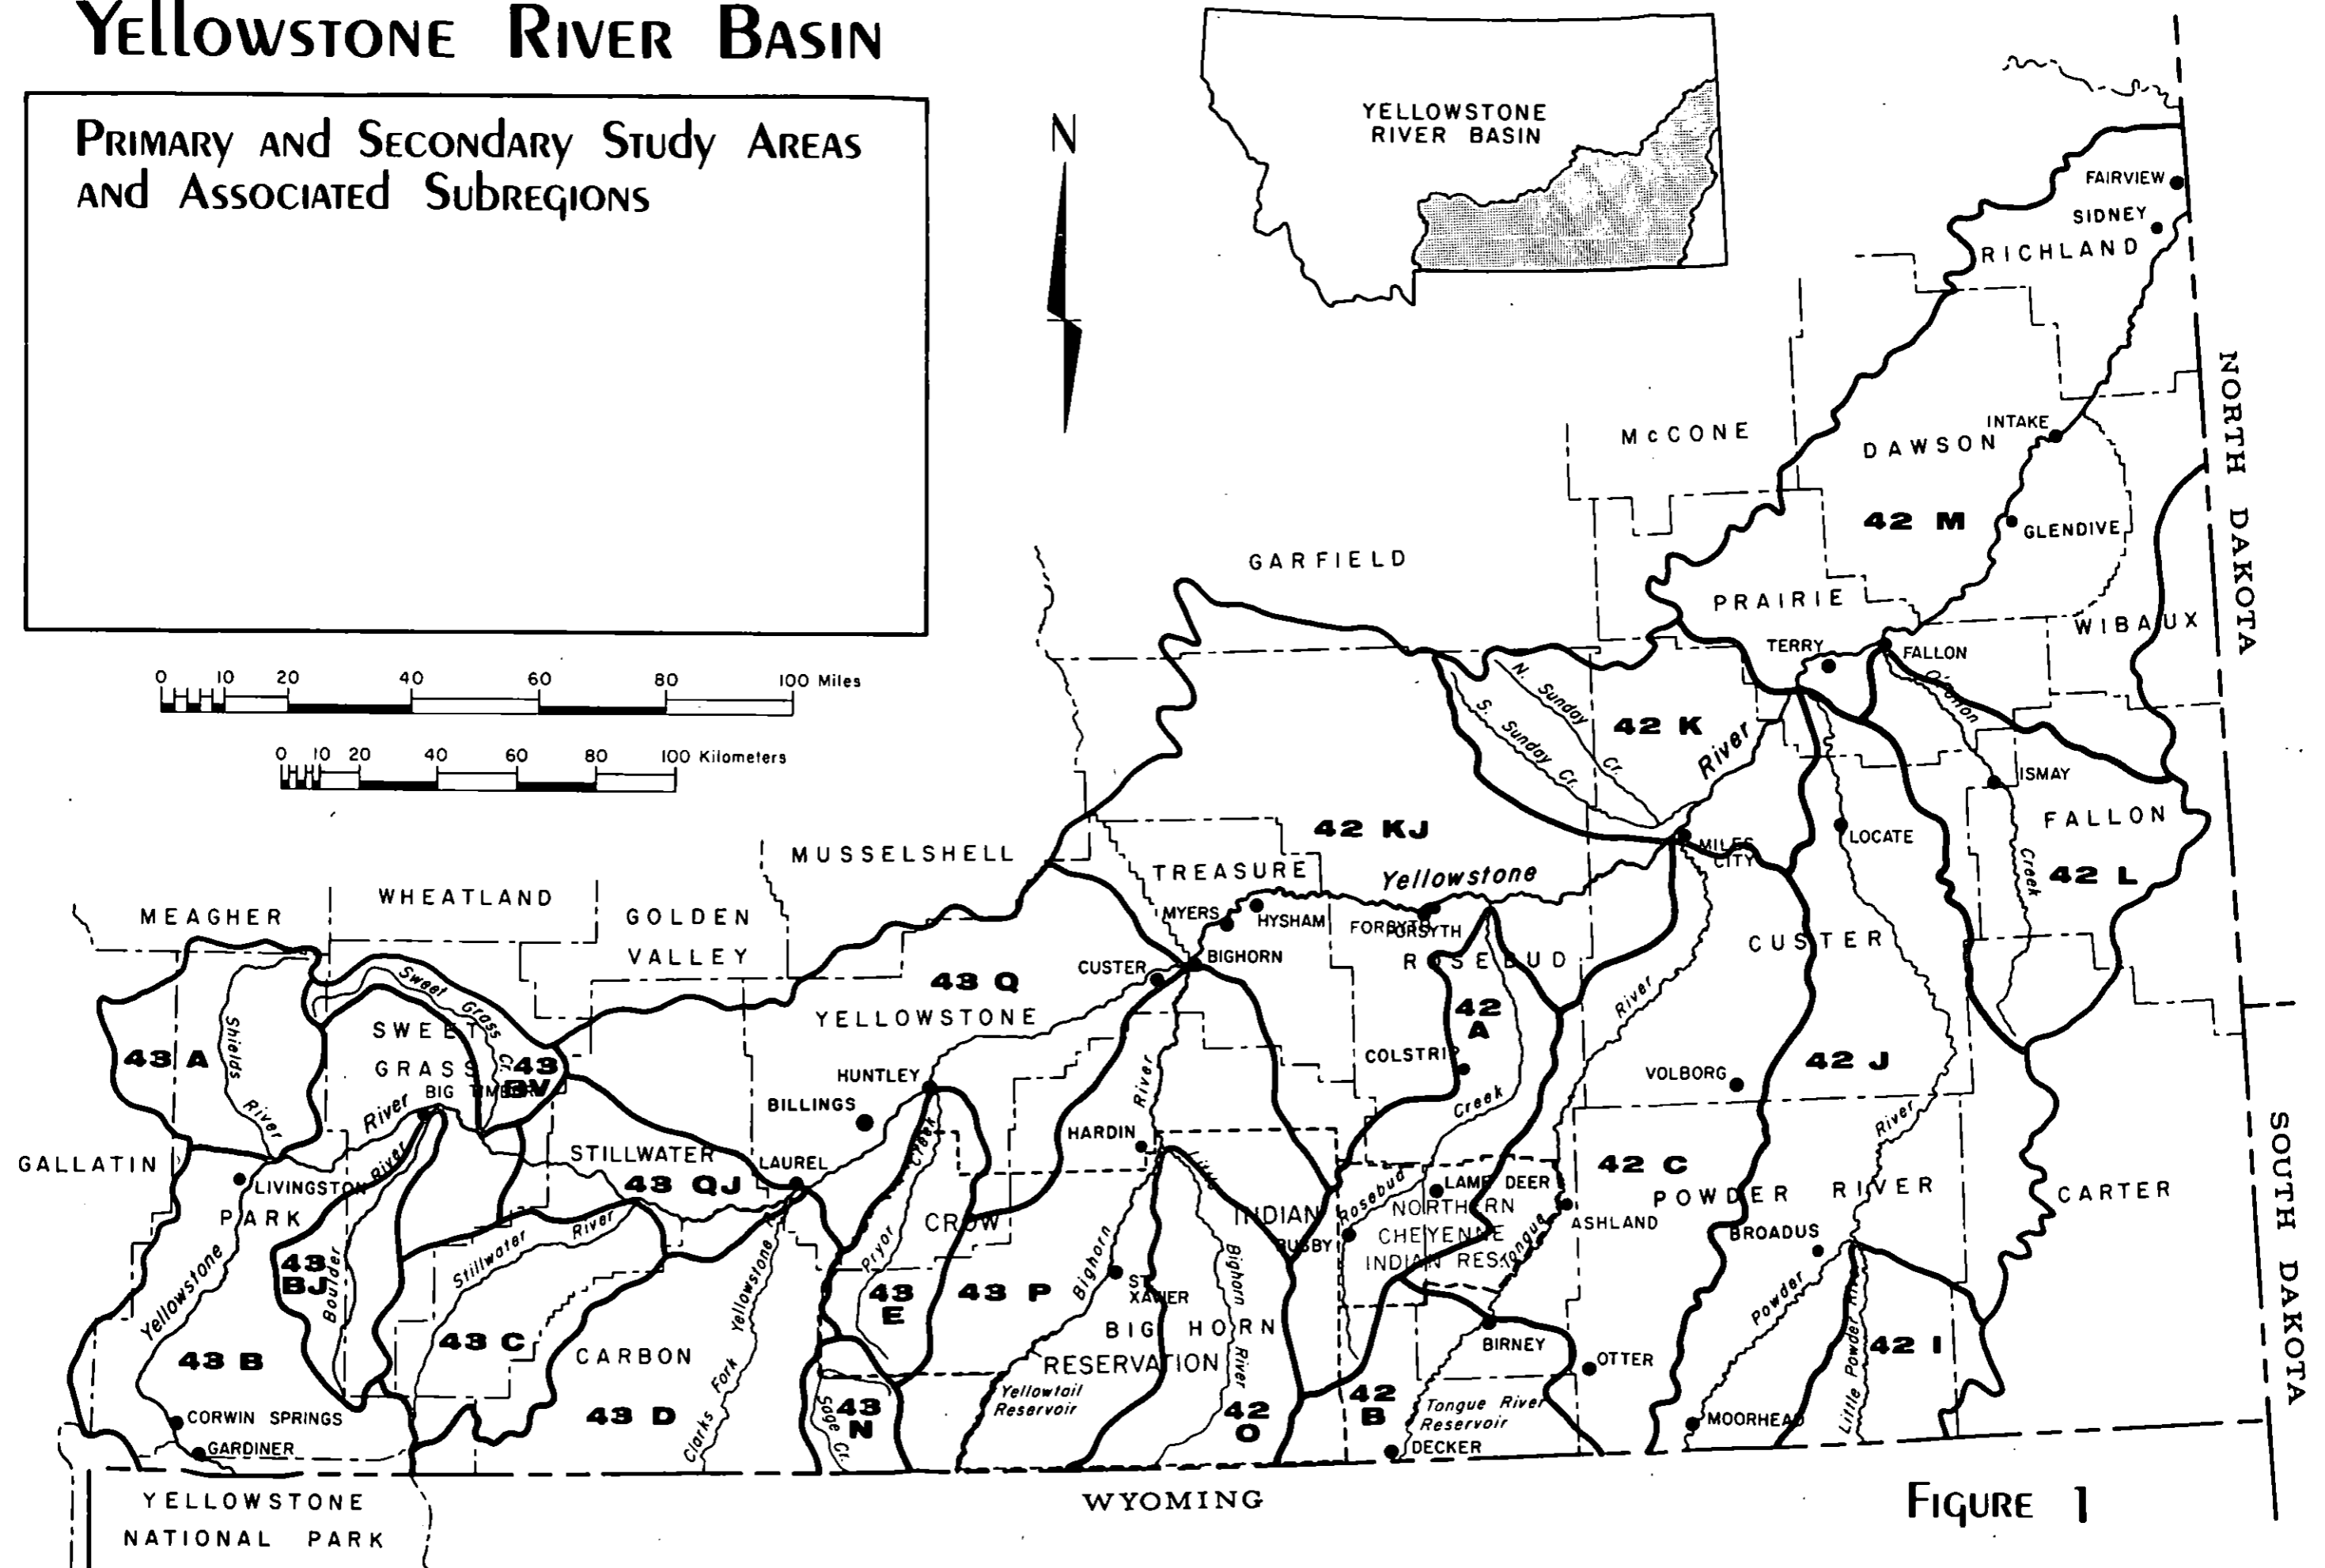 YEllOWSTONE RIVER BASIN
PRIMARY ANd SECONdARY STUdy AREAS
ANd ASSOCIATEd SUbREGIONS
YELLOWSTONE
RIVER BASIN
N
0 10 20 40 60 80 100 Miles
0 10 20 40 60 80 100 Kilometers
FAIRVIEW
SIDNEY
RICHLAND
NORTH DAKOTA
McCONE
INTAKE
DAWSON
42 M
GLENDIVE
GARFIELD
PRAIRIE
WIBAUX
TERRY
FALLON
O'Fallon
N. Sunday
Cr.
S. Sunday Cr.
42 K
River
ISMAY
FALLON
42 KJ
LOCATE
MILES
CITY
Creek
42 L
MUSSELSHELL
TREASURE
Yellowstone
WHEATLAND
MEAGHER
GOLDEN
VALLEY
MYERS
HYSHAM
FORSYTH
FORSYTH
CUSTER
BIGHORN
ROSEBUD
CUSTER
43 Q
YELLOWSTONE
Sweet Grass
Cr.
SWEET
GRASS
43 A
Shields
River
43
BV
BIG TIMBER
River
42
A
COLSTRIP
River
VOLBORG
42 J
HUNTLEY
BILLINGS
River
Creek
HARDIN
Creek
River
GALLATIN
LIVINGSTON
River
STILLWATER
43 QJ
LAUREL
Little
Rosebud
LAME DEER
42 C
POWDER RIVER
CARTER
PARK
CROW
INDIAN
NORTHERN
CHEYENNE
INDIAN RES.
ASHLAND
BUSBY
BROADUS
Tongue
Yellowstone
43
BJ
Boulder
Stillwater River
Yellowstone
Pryor
43
E
43 P
Bighorn
ST.
XAVIER
Bighorn
River
Powder
Little Powder River
43 B
43 C
CARBON
BIG HORN
RESERVATION
BIRNEY
OTTER
42 I
SOUTH DAKOTA
Yellowtail
Reservoir
CORWIN SPRINGS
GARDINER
43 D
Clarks Fork
Sage Cr.
43
N
42
O
42
B
Tongue River
Reservoir
DECKER
MOORHEAD
YELLOWSTONE
NATIONAL PARK
WYOMING
FIGURE 1